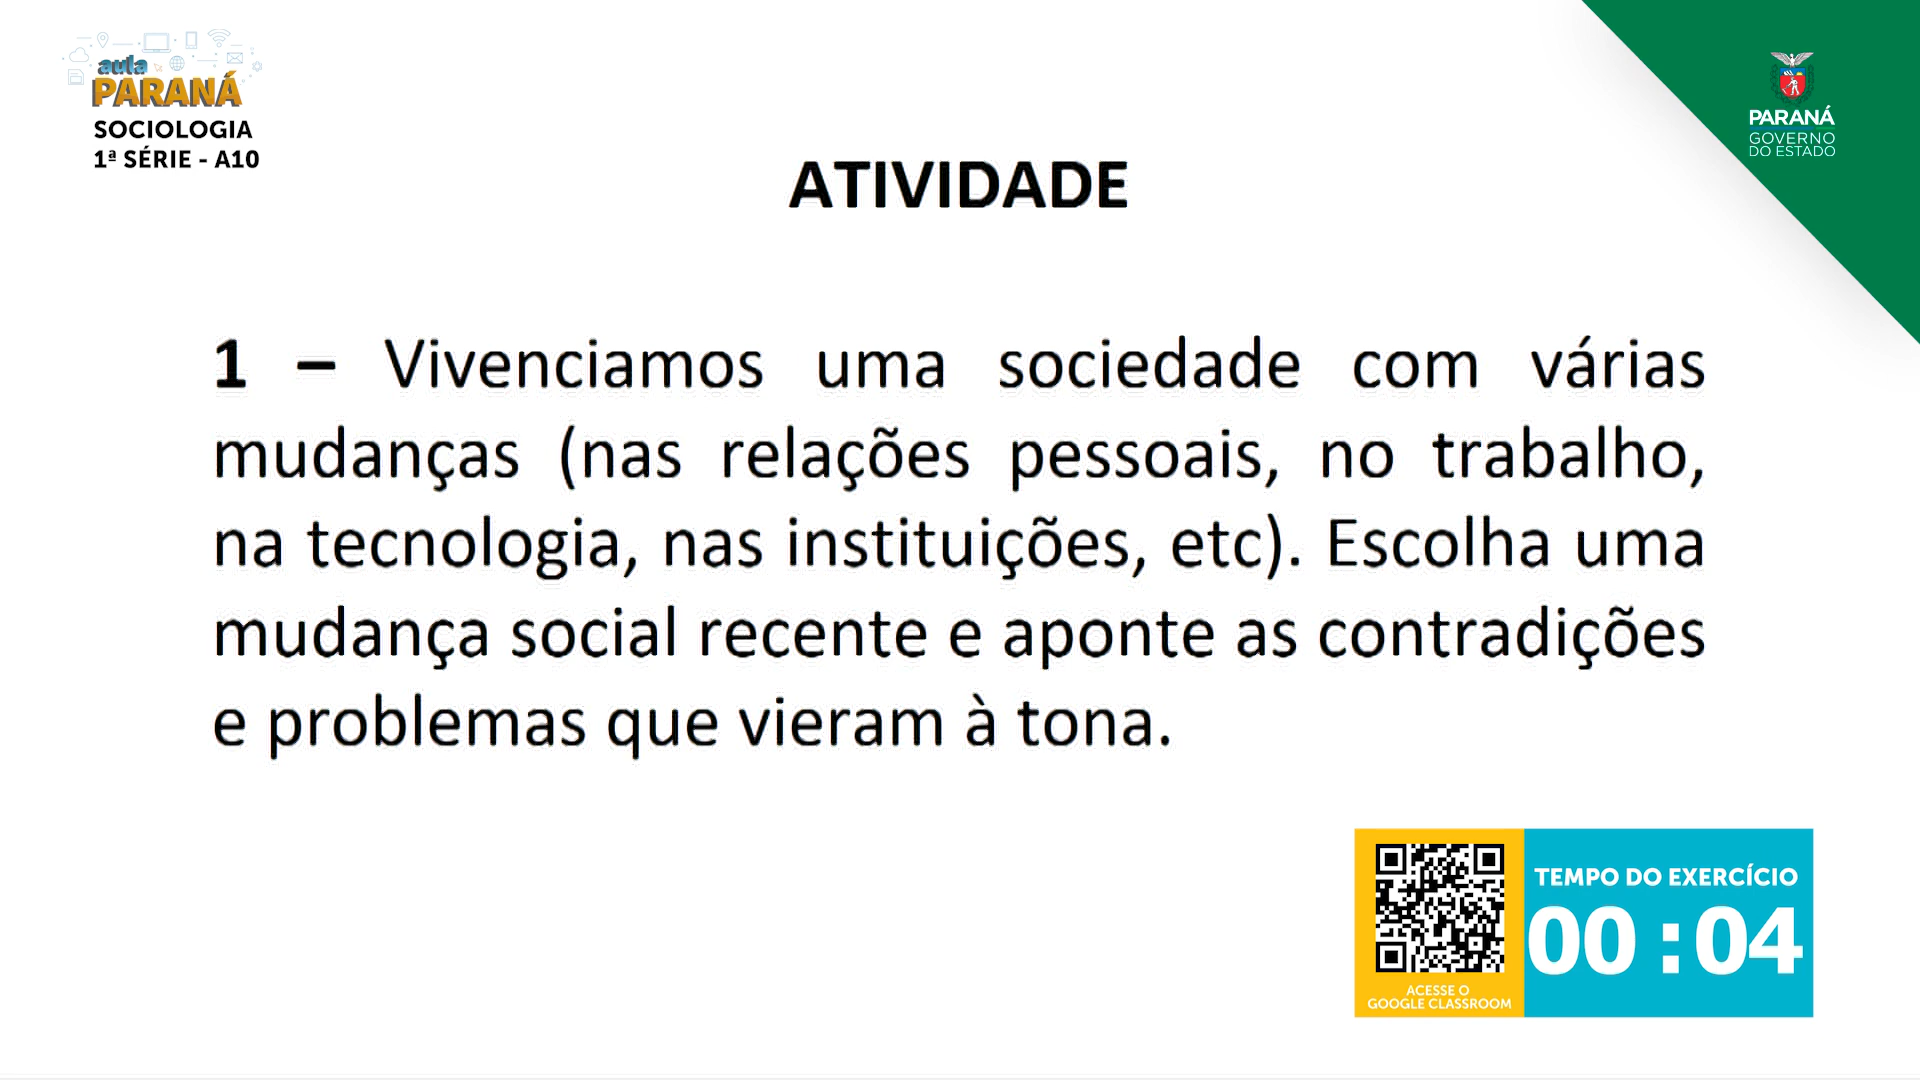 aula
PARANÁ
SOCIOLOGIA
1ª SÉRIE - A10
PARANÁ
GOVERNO
DO ESTADO
ATIVIDADE
1 – Vivenciamos uma sociedade com várias
mudanças (nas relações pessoais, no trabalho,
na tecnologia, nas instituições, etc). Escolha uma
mudança social recente e aponte as contradições
e problemas que vieram à tona.
TEMPO DO EXERCÍCIO
00 : 04
ACESSE O
GOOGLE CLASSROOM